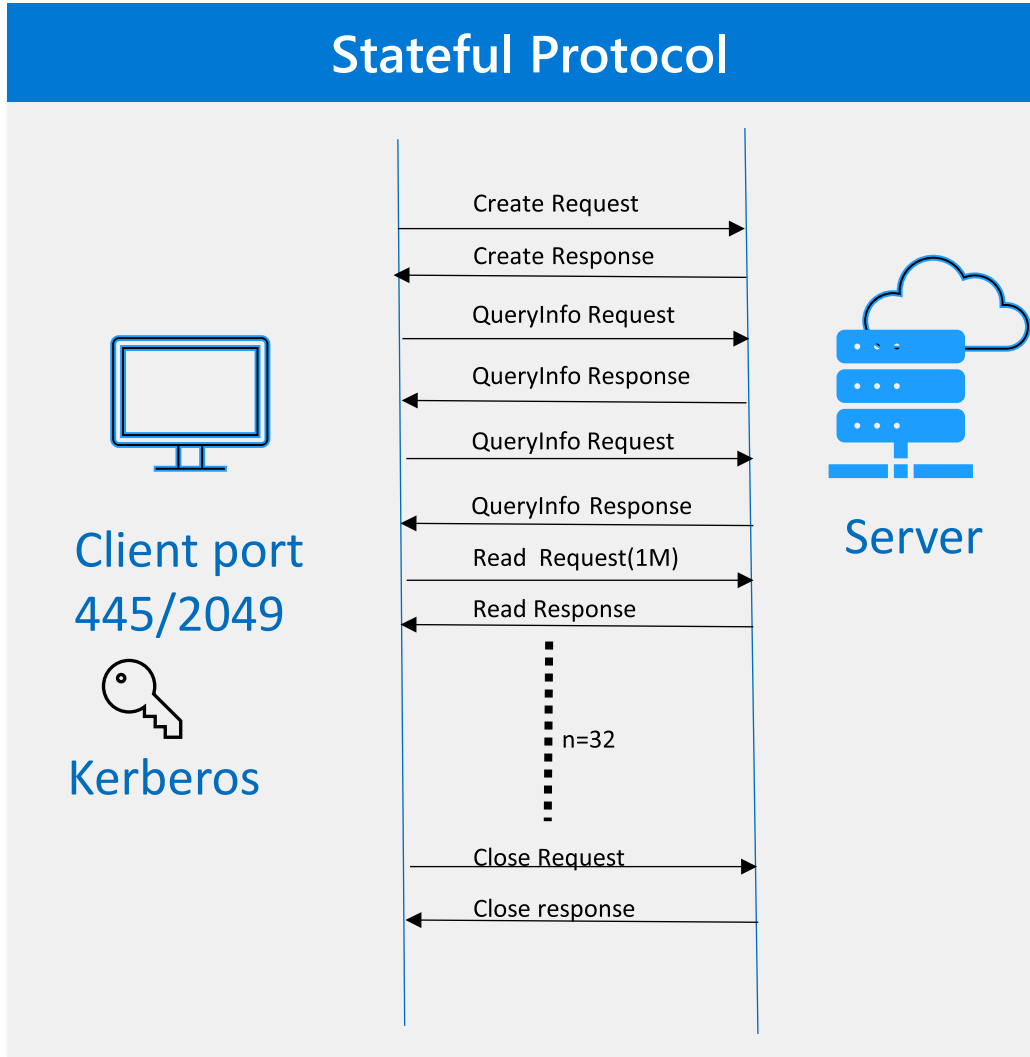 Stateful Protocol
Create Request
Create Response
QueryInfo Request
QueryInfo Response
QueryInfo Request
QueryInfo Response
Read Request(1M)
Read Response
n=32
Close Request
Close response
Client port
445/2049
Kerberos
Server